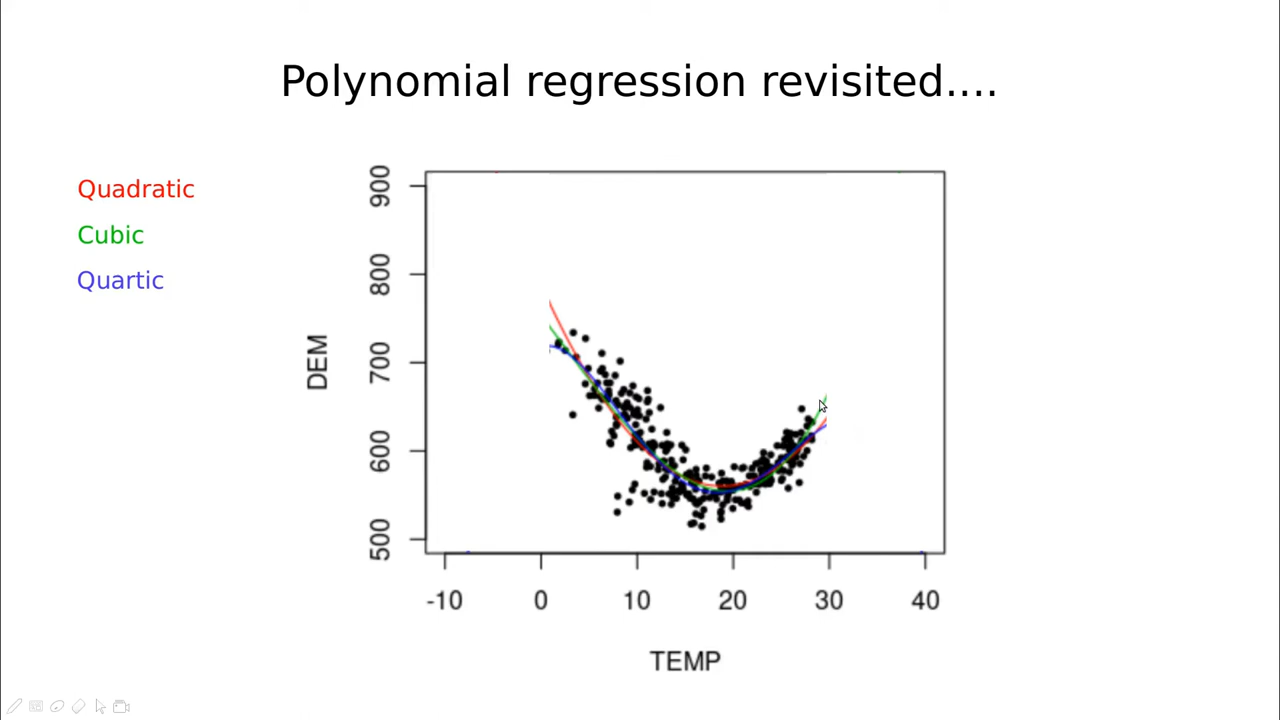 Polynomial regression revisited....
Quadratic
Cubic
Quartic
900
800
700
600
500
DEM
-10 0 10 20 30 40
TEMP